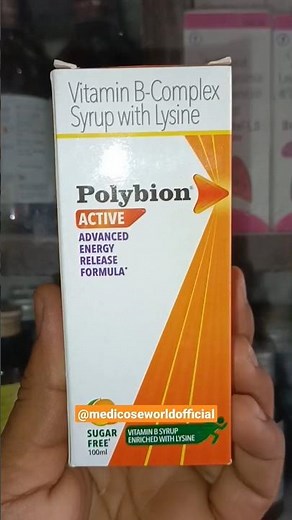 Vitamin B-Complex
Syrup with Lysine
Polybion®
ACTIVE
ADVANCED
ENERGY
RELEASE
FORMULA*
@medicoseworldofficial
SUGAR
FREE*
100ml
VITAMIN B SYRUP
ENRICHED WITH LYSINE